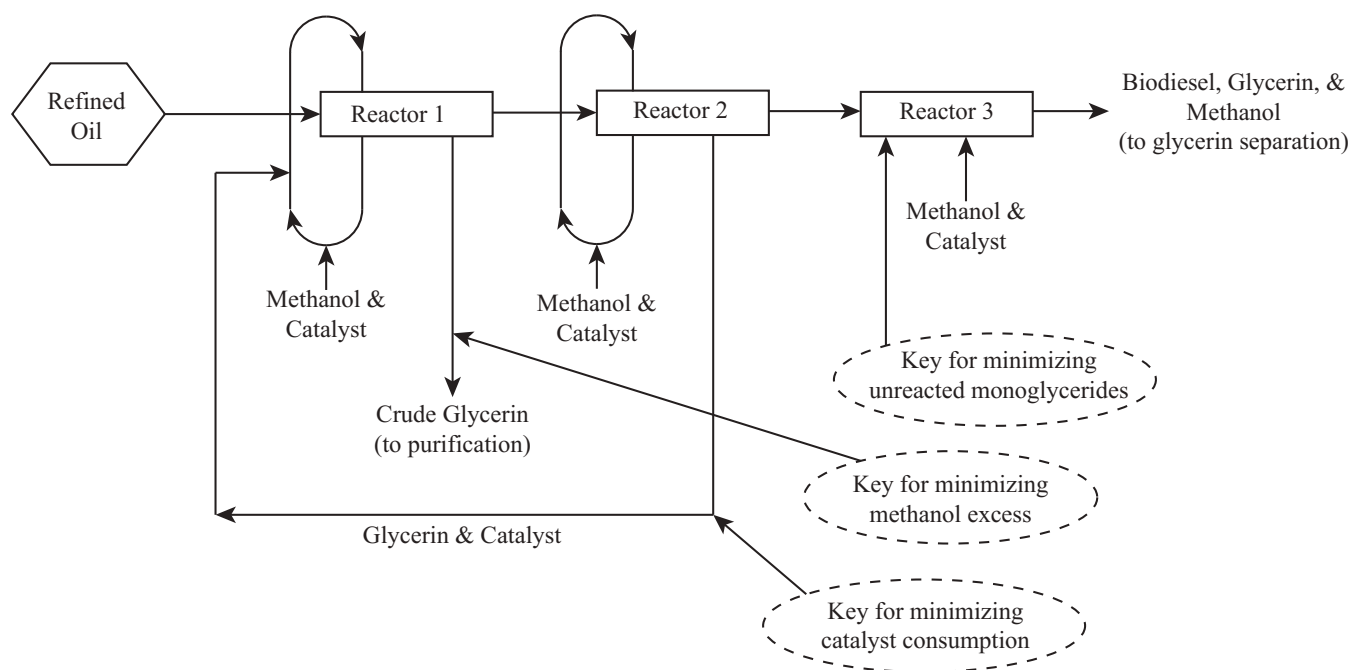 Refined
Oil
Reactor 1
Reactor 2
Reactor 3
Biodiesel, Glycerin, &
Methanol
(to glycerin separation)
Methanol &
Catalyst
Methanol &
Catalyst
Methanol &
Catalyst
Key for minimizing
unreacted monoglycerides
Crude Glycerin
(to purification)
Key for minimizing
methanol excess
Glycerin & Catalyst
Key for minimizing
catalyst consumption